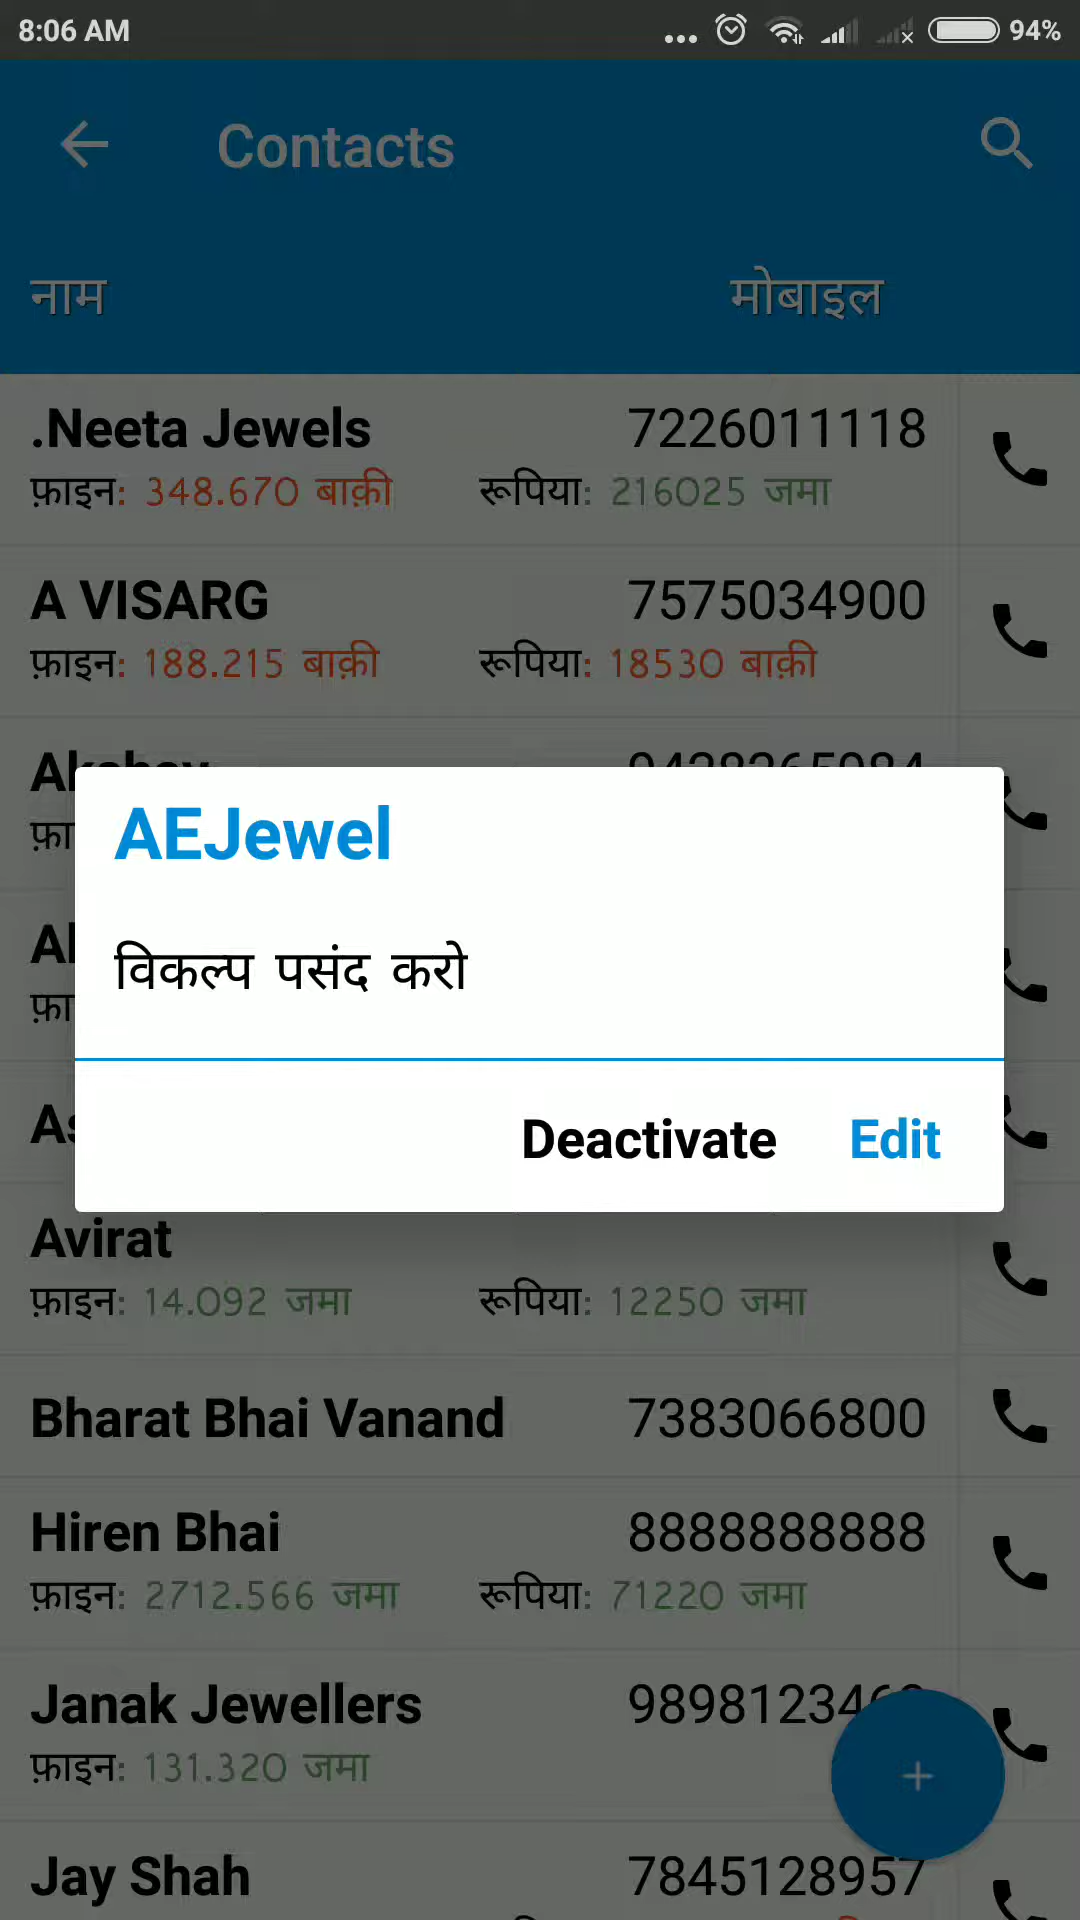 8:06 AM 94%
Contacts
नाम मोबाइल
.Neeta Jewels 7226011118
फ़ाइन: 348.670 बाक़ी रूपिया: 216025 जमा
A VISARG 7575034900
फ़ाइन: 188.215 बाक़ी रूपिया: 18530 बाक़ी
AEJewel
विकल्प पसंद करो
Deactivate Edit
Avirat
फ़ाइन: 14.092 जमा रूपिया: 12250 जमा
Bharat Bhai Vanand 7383066800
Hiren Bhai 8888888888
फ़ाइन: 2712.566 जमा रूपिया: 71220 जमा
Janak Jewellers
फ़ाइन: 131.320 जमा
Jay Shah 7845128957